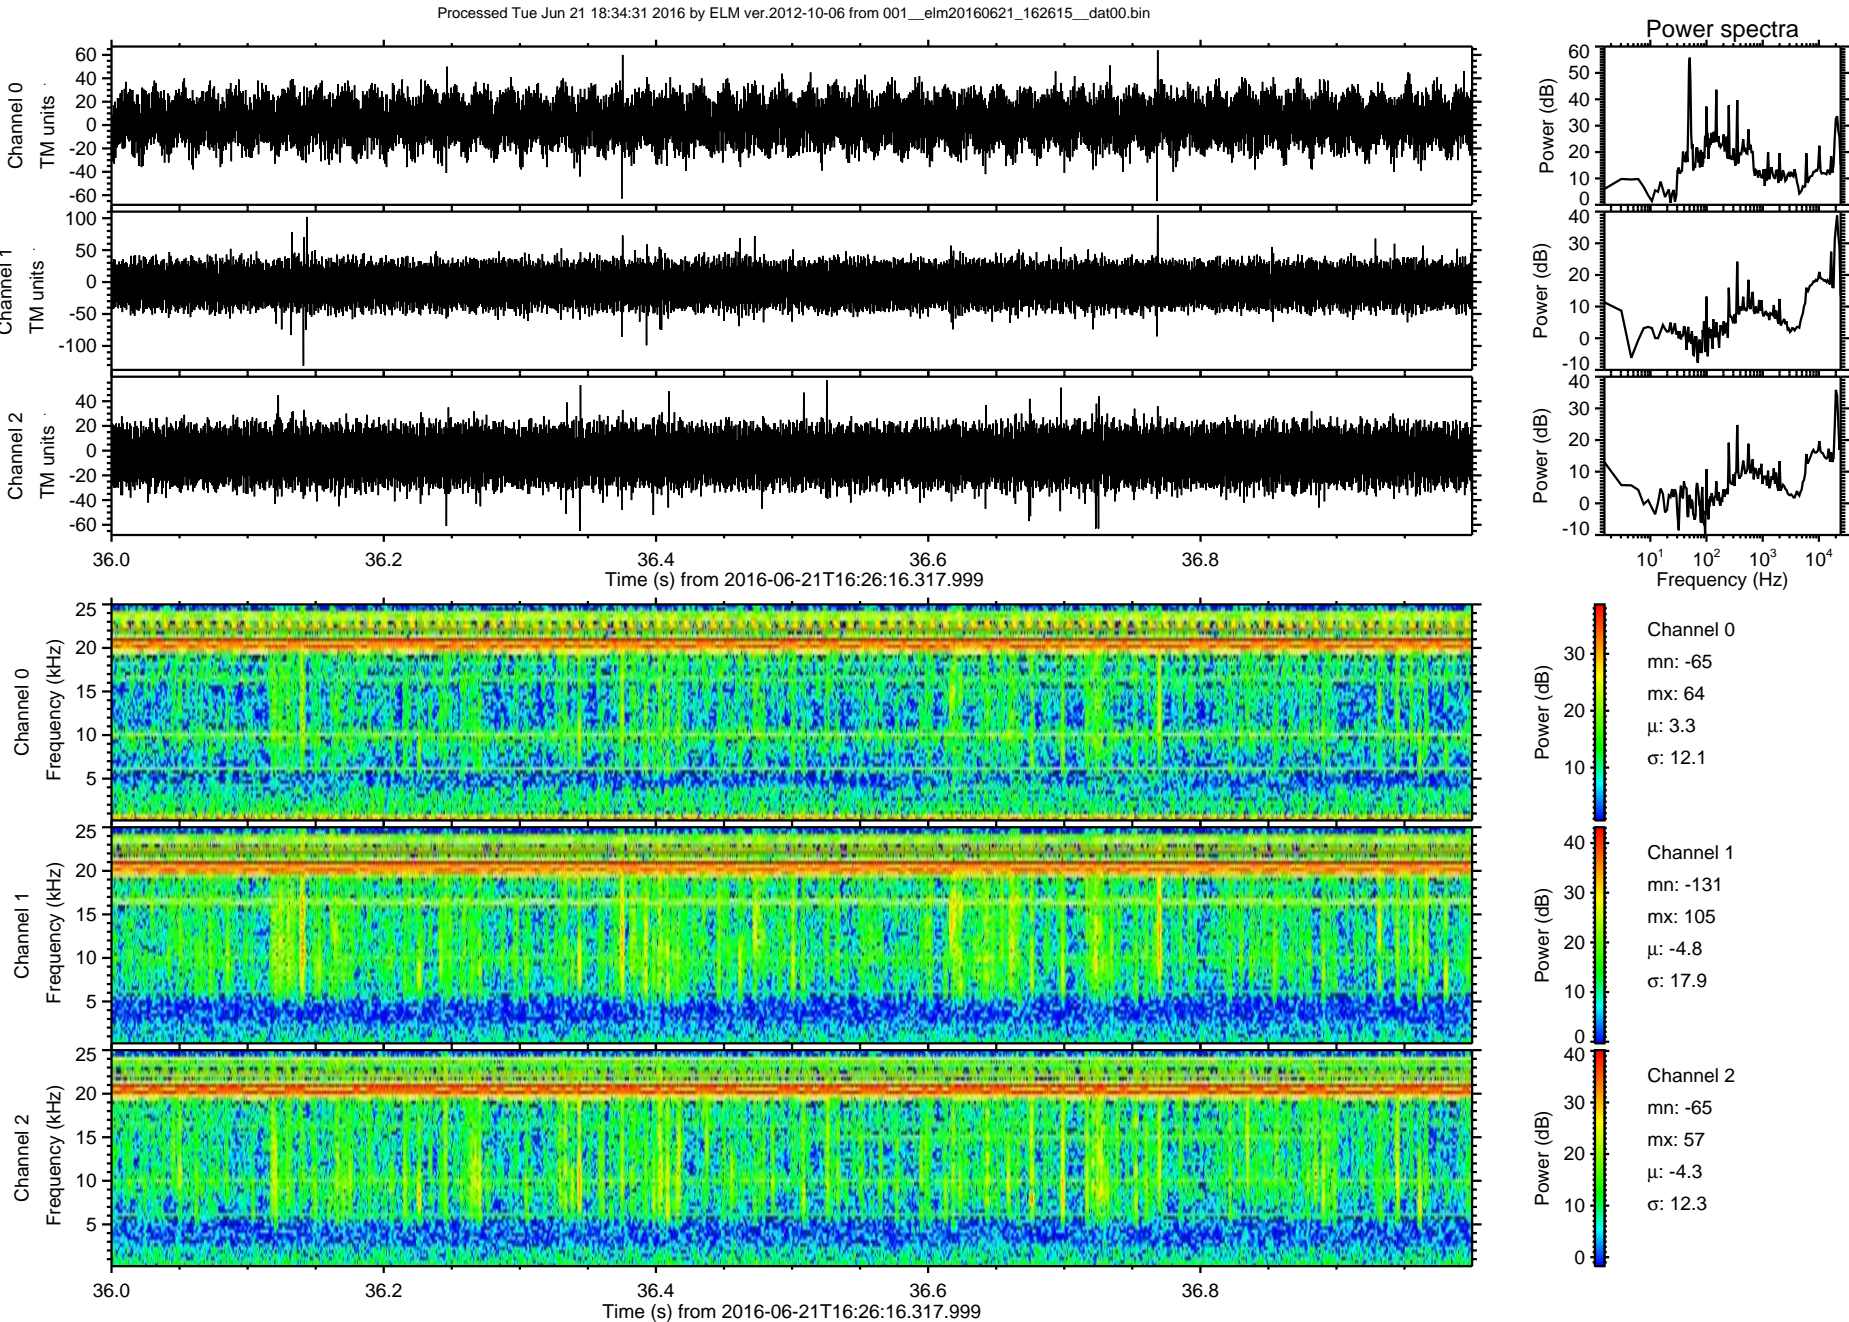 Processed Tue Jun 21 18:34:31 2016 by ELM ver.2012-10-06 from 001__elm20160621_162615__dat00.bin
Power spectra
Channel 0
TM units
60
40
20
0
-20
-40
-60
Power (dB)
60
50
40
30
20
10
0
Channel 1
TM units
100
50
0
-50
-100
Power (dB)
40
30
20
10
0
-10
Channel 2
TM units
40
20
0
-20
-40
-60
Power (dB)
40
30
20
10
0
-10
36.0 36.2 36.4 36.6 36.8
Time (s) from 2016-06-21T16:26:16.317.999
10¹ 10² 10³ 10⁴
Frequency (Hz)
Channel 0
Frequency (kHz)
25
20
15
10
5
Power (dB)
30
20
10
Channel 0
mn: -65
mx: 64
µ: 3.3
σ: 12.1
Channel 1
Frequency (kHz)
25
20
15
10
5
Power (dB)
40
30
20
10
0
Channel 1
mn: -131
mx: 105
µ: -4.8
σ: 17.9
Channel 2
Frequency (kHz)
25
20
15
10
5
Power (dB)
40
30
20
10
0
Channel 2
mn: -65
mx: 57
µ: -4.3
σ: 12.3
36.0 36.2 36.4 36.6 36.8
Time (s) from 2016-06-21T16:26:16.317.999